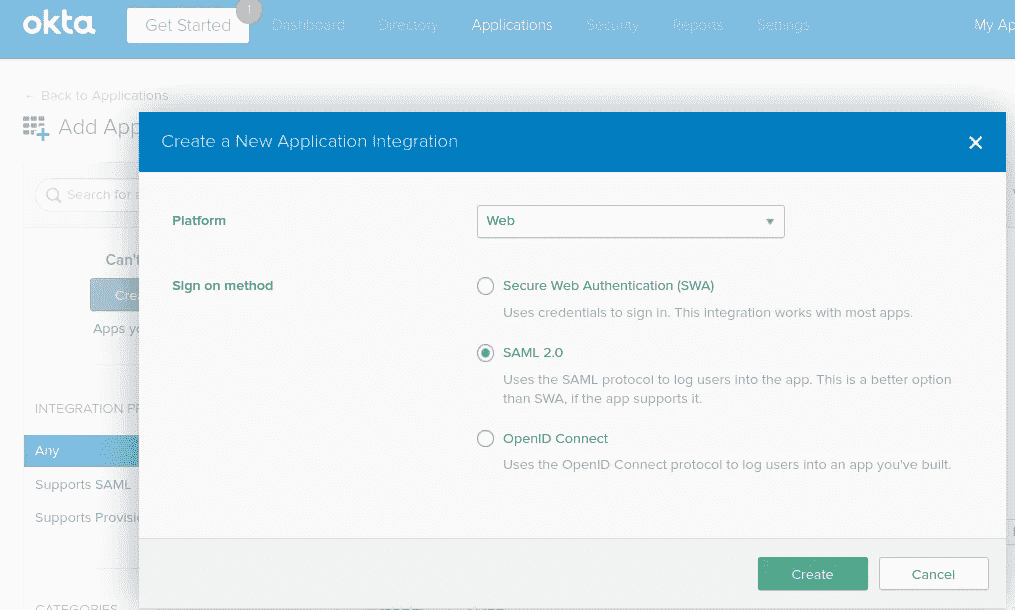 okta
Get Started
1
Dashboard
Directory
Applications
Security
Reports
Settings
My Ap
← Back to Applications
Add App
Search for a
Can't
Crea
Apps yo
INTEGRATION PR
Any
Supports SAML
Supports Provisio
CATEGORIES
Create a New Application Integration
Platform
Web
Sign on method
Secure Web Authentication (SWA)
Uses credentials to sign in. This integration works with most apps.
SAML 2.0
Uses the SAML protocol to log users into the app. This is a better option
than SWA, if the app supports it.
OpenID Connect
Uses the OpenID Connect protocol to log users into an app you've built.
Create
Cancel